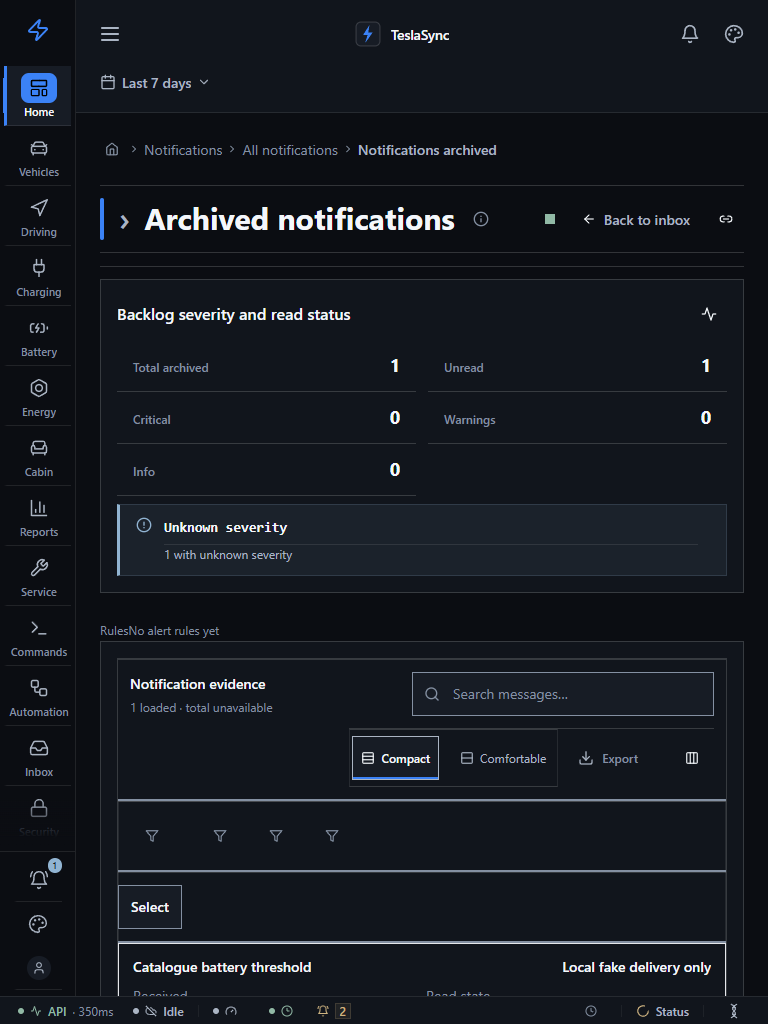 TeslaSync
Last 7 days
Home
Vehicles
Driving
Charging
Battery
Energy
Cabin
Reports
Service
Commands
Automation
Inbox
Security
1
Notifications > All notifications > Notifications archived
Archived notifications
Back to inbox
Backlog severity and read status
Total archived 1
Unread 1
Critical 0
Warnings 0
Info 0
Unknown severity
1 with unknown severity
RulesNo alert rules yet
Notification evidence
1 loaded · total unavailable
Search messages...
Compact
Comfortable
Export
Select
Catalogue battery threshold
Local fake delivery only
Received
Read state
API · 350ms
Idle
2
Status